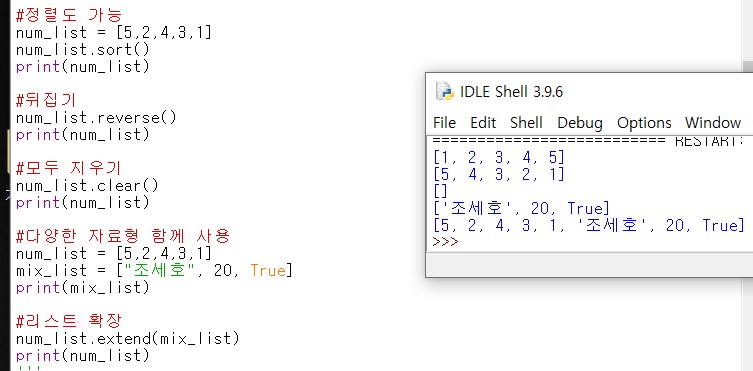 #정렬도 가능
num_list = [5,2,4,3,1]
num_list.sort()
print(num_list)
#뒤집기
num_list.reverse()
print(num_list)
#모두 지우기
num_list.clear()
print(num_list)
#다양한 자료형 함께 사용
num_list = [5,2,4,3,1]
mix_list = ["조세호", 20, True]
print(mix_list)
#리스트 확장
num_list.extend(mix_list)
print(num_list)
IDLE Shell 3.9.6
File Edit Shell Debug Options Window
========================== RESTART:
[1, 2, 3, 4, 5]
[5, 4, 3, 2, 1]
[]
['조세호', 20, True]
[5, 2, 4, 3, 1, '조세호', 20, True]
>>>